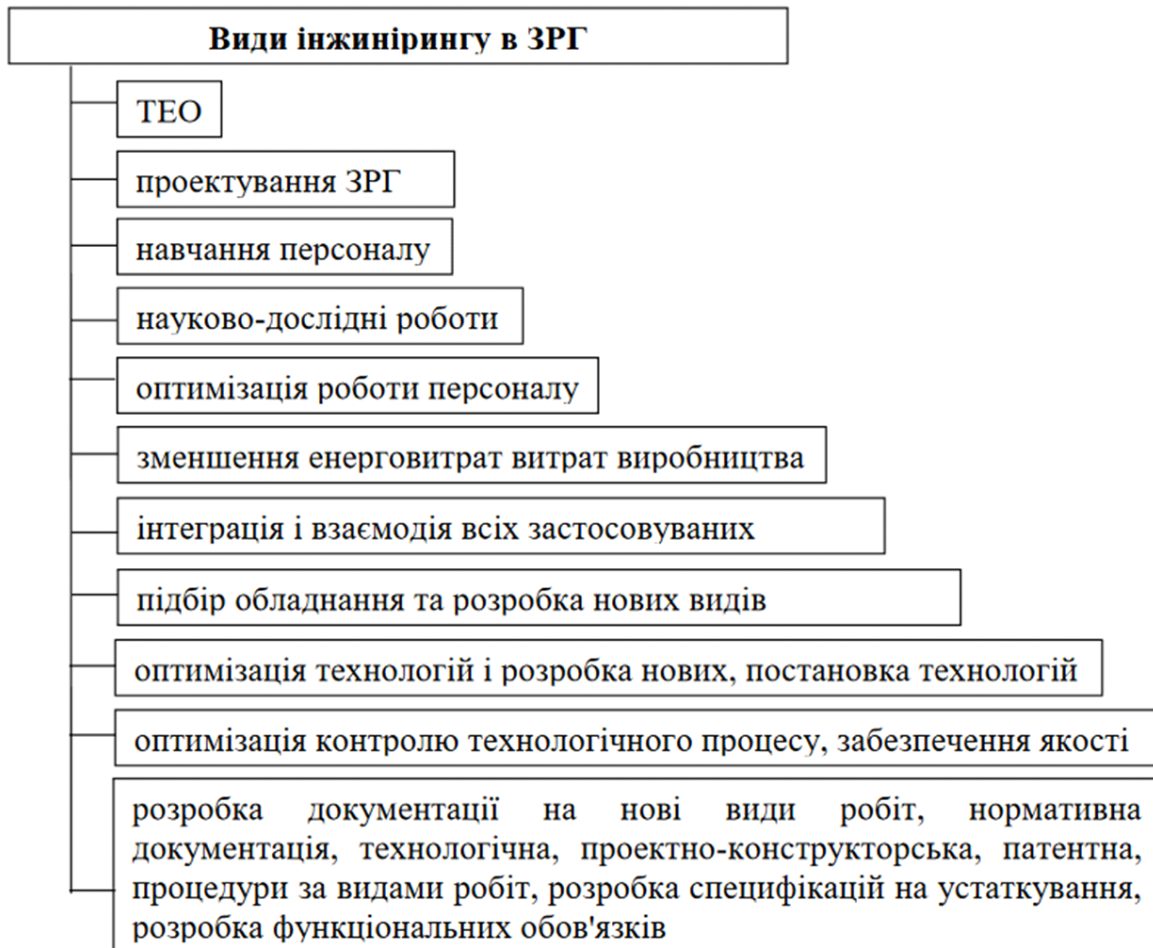 Види інжинірингу в ЗРГ
ТЕО
проектування ЗРГ
навчання персоналу
науково-дослідні роботи
оптимізація роботи персоналу
зменшення енерговитрат витрат виробництва
інтеграція і взаємодія всіх застосовуваних
підбір обладнання та розробка нових видів
оптимізація технологій і розробка нових, постановка технологій
оптимізація контролю технологічного процесу, забезпечення якості
розробка документації на нові види робіт, нормативна
документація, технологічна, проектно-конструкторська, патентна,
процедури за видами робіт, розробка специфікацій на устаткування,
розробка функціональних обов'язків